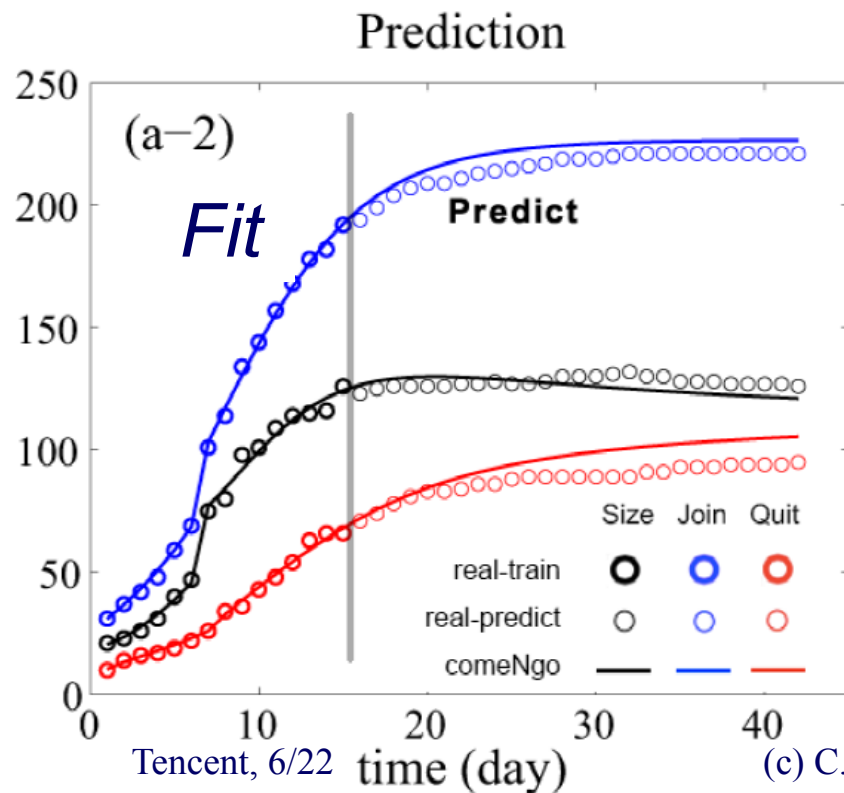 Prediction
250
(a−2)
200
Fit
Predict
150
100
Size Join Quit
50
real-train
real-predict
comeNgo
0
0 10 20 30 40
Tencent, 6/22 time (day) (c) C.